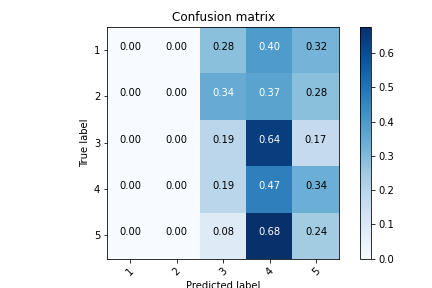 Confusion matrix
1 0.00 0.00 0.28 0.40 0.32
2 0.00 0.00 0.34 0.37 0.28
3 0.00 0.00 0.19 0.64 0.17
4 0.00 0.00 0.19 0.47 0.34
5 0.00 0.00 0.08 0.68 0.24
1 2 3 4 5
True label
Predicted label
0.6
0.5
0.4
0.3
0.2
0.1
0.0